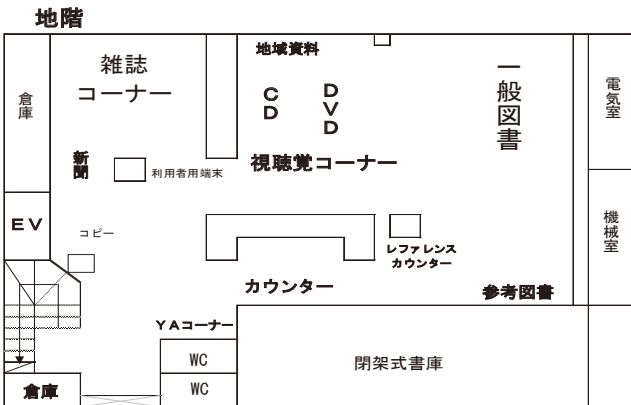 地階
雑誌
コーナー
倉庫
新聞
利用者用端末
EV
コピー
地域資料
CD
DVD
視聴覚コーナー
一般図書
電気室
機械室
レファレンス
カウンター
カウンター
参考図書
YAコーナー
WC
WC
閉架式書庫
倉庫